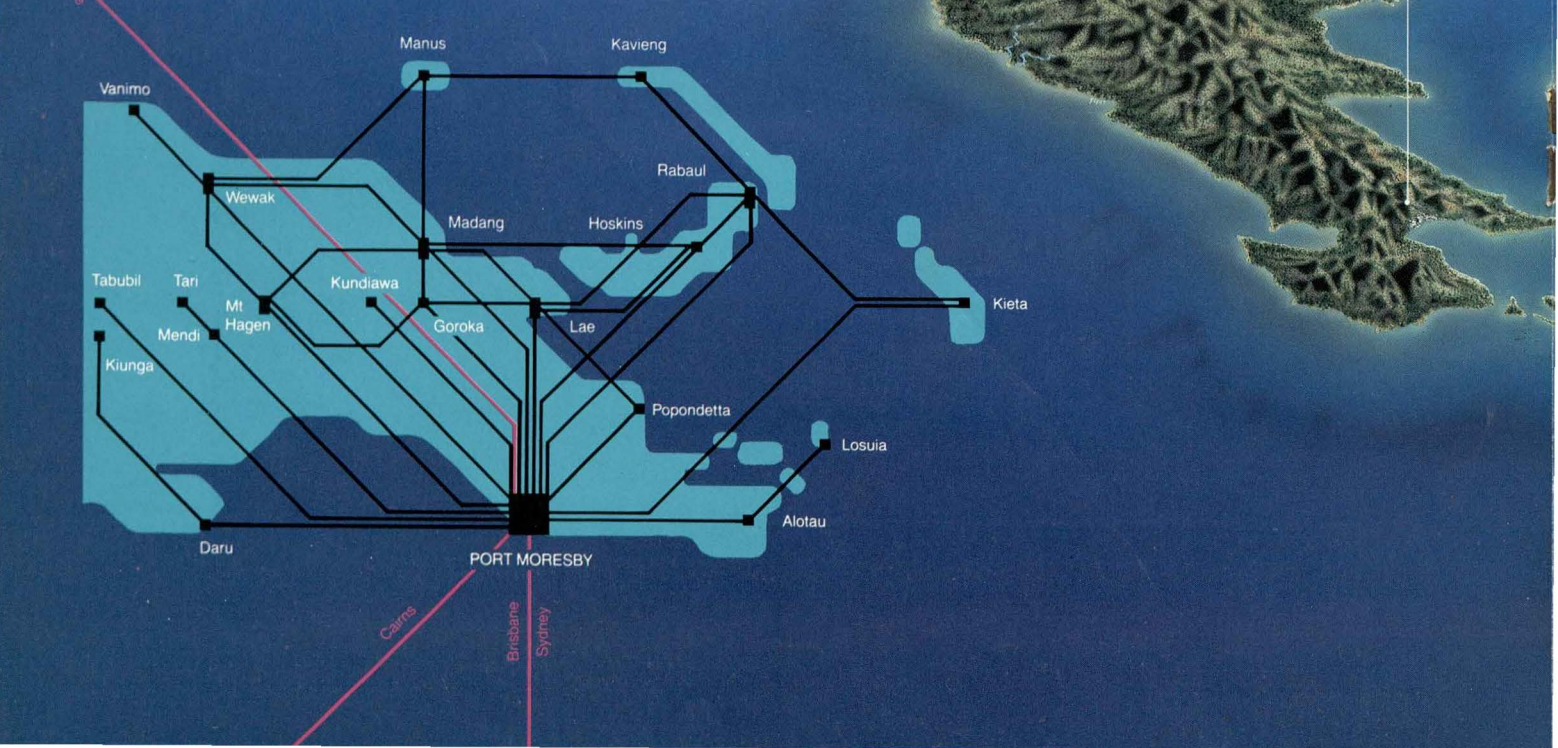 Manus
Kavieng
Vanimo
Rabaul
Wewak
Madang
Hoskins
Tabubil
Tari
Kundiawa
Mt
Hagen
Kieta
Goroka
Lae
Mendi
Kiunga
Popondetta
Losuia
Alotau
Daru
PORT MORESBY
Cairns
Brisbane
Sydney